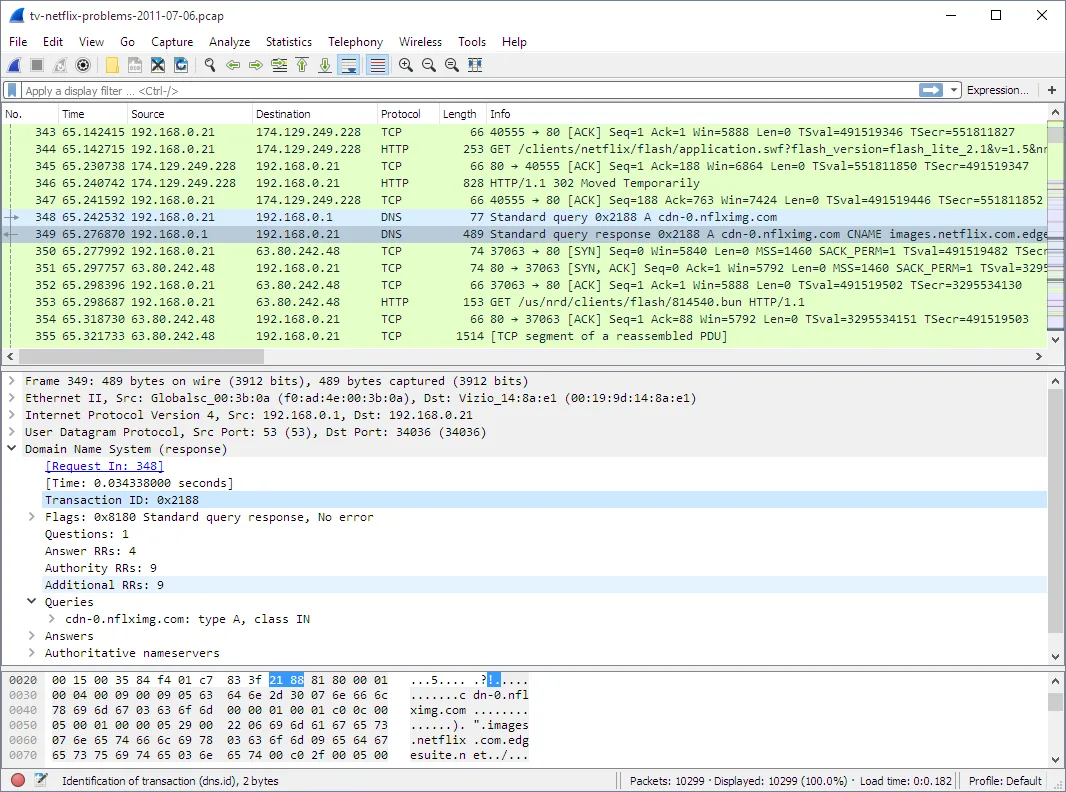 tv-netflix-problems-2011-07-06.pcap
File Edit View Go Capture Analyze Statistics Telephony Wireless Tools Help
Apply a display filter ... <Ctrl-/> Expression... +
No. Time Source Destination Protocol Length Info
343 65.142415 192.168.0.21 174.129.249.228 TCP 66 40555 → 80 [ACK] Seq=1 Ack=1 Win=5888 Len=0 TSval=491519346 TSecr=551811827
344 65.142715 192.168.0.21 174.129.249.228 HTTP 253 GET /clients/netflix/flash/application.swf?flash_version=flash_lite_2.1&v=1.5&nr
345 65.230738 174.129.249.228 192.168.0.21 TCP 66 80 → 40555 [ACK] Seq=1 Ack=188 Win=6864 Len=0 TSval=551811850 TSecr=491519347
346 65.240742 174.129.249.228 192.168.0.21 HTTP 828 HTTP/1.1 302 Moved Temporarily
347 65.241592 192.168.0.21 174.129.249.228 TCP 66 40555 → 80 [ACK] Seq=188 Ack=763 Win=7424 Len=0 TSval=491519446 TSecr=551811852
348 65.242532 192.168.0.21 192.168.0.1 DNS 77 Standard query 0x2188 A cdn-0.nflximg.com
349 65.276870 192.168.0.1 192.168.0.21 DNS 489 Standard query response 0x2188 A cdn-0.nflximg.com CNAME images.netflix.com.edge
350 65.277992 192.168.0.21 63.80.242.48 TCP 74 37063 → 80 [SYN] Seq=0 Win=5840 Len=0 MSS=1460 SACK_PERM=1 TSval=491519482 TSecr
351 65.297757 63.80.242.48 192.168.0.21 TCP 74 80 → 37063 [SYN, ACK] Seq=0 Ack=1 Win=5792 Len=0 MSS=1460 SACK_PERM=1 TSval=3295
352 65.298396 192.168.0.21 63.80.242.48 TCP 66 37063 → 80 [ACK] Seq=1 Ack=1 Win=5888 Len=0 TSval=491519502 TSecr=3295534130
353 65.298687 192.168.0.21 63.80.242.48 HTTP 153 GET /us/nrd/clients/flash/814540.bun HTTP/1.1
354 65.318730 63.80.242.48 192.168.0.21 TCP 66 80 → 37063 [ACK] Seq=1 Ack=88 Win=5792 Len=0 TSval=3295534151 TSecr=491519503
355 65.321733 63.80.242.48 192.168.0.21 TCP 1514 [TCP segment of a reassembled PDU]
Frame 349: 489 bytes on wire (3912 bits), 489 bytes captured (3912 bits)
Ethernet II, Src: Globalsc_00:3b:0a (f0:ad:4e:00:3b:0a), Dst: Vizio_14:8a:e1 (00:19:9d:14:8a:e1)
Internet Protocol Version 4, Src: 192.168.0.1, Dst: 192.168.0.21
User Datagram Protocol, Src Port: 53 (53), Dst Port: 34036 (34036)
Domain Name System (response)
[Request In: 348]
[Time: 0.034338000 seconds]
Transaction ID: 0x2188
Flags: 0x8180 Standard query response, No error
Questions: 1
Answer RRs: 4
Authority RRs: 9
Additional RRs: 9
Queries
cdn-0.nflximg.com: type A, class IN
Answers
Authoritative nameservers
0020 00 15 00 35 84 f4 01 c7 83 3f 21 88 81 80 00 01 ...5.... .?!.....
0030 00 04 00 09 00 09 05 63 64 6e 2d 30 07 6e 66 6c .......c dn-0.nfl
0040 78 69 6d 67 03 63 6f 6d 00 00 01 00 01 c0 0c 00 ximg.com ........
0050 05 00 01 00 00 05 29 00 22 06 69 6d 61 67 65 73 ......). ".images
0060 07 6e 65 74 66 6c 69 78 03 63 6f 6d 09 65 64 67 .netflix .com.edg
0070 65 73 75 69 74 65 03 6e 65 74 00 c0 2f 00 05 00 esuite.n et../...
Identification of transaction (dns.id), 2 bytes Packets: 10299 · Displayed: 10299 (100.0%) · Load time: 0:0.182 Profile: Default